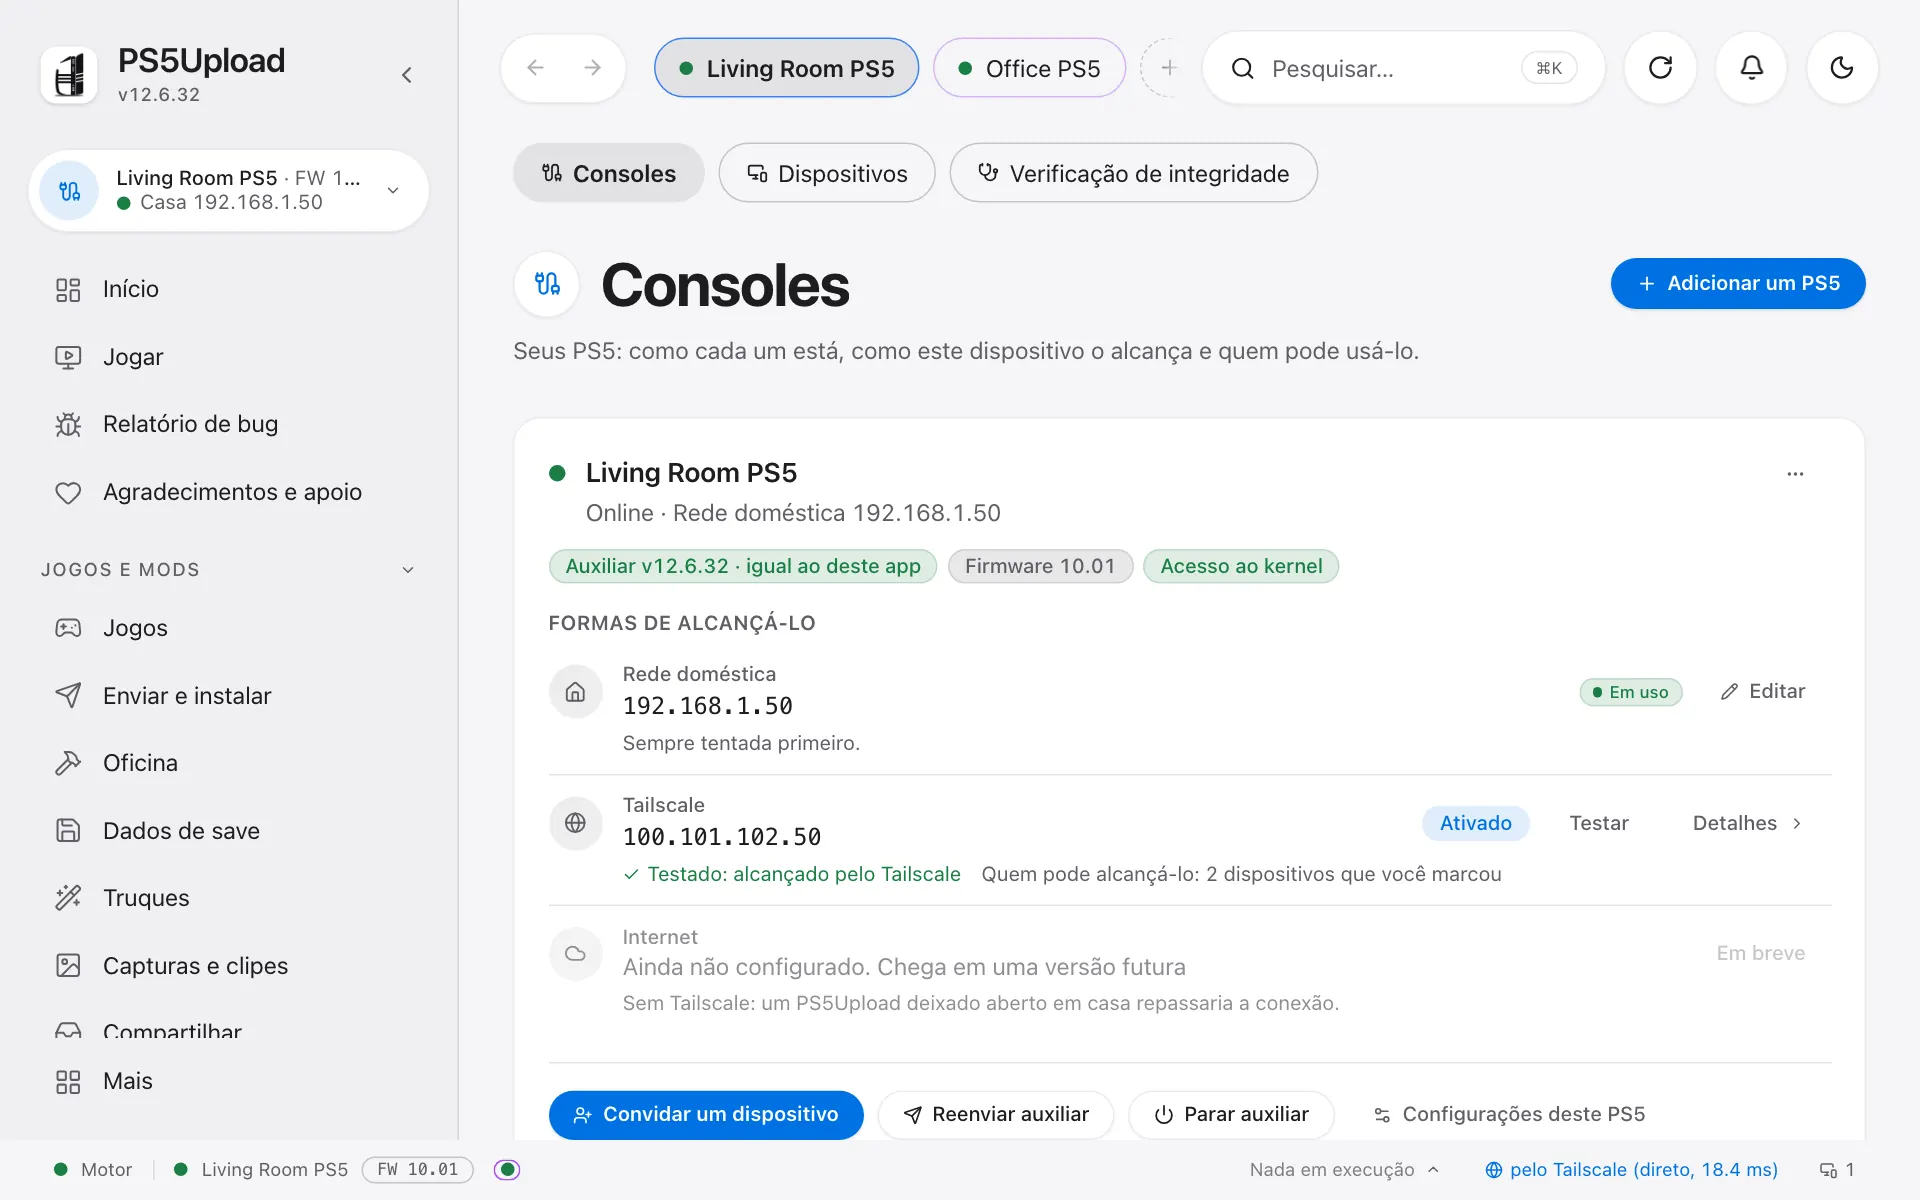 PS5Upload
v12.6.32
Living Room PS5 · FW 1...
Casa 192.168.1.50
Início
Jogar
Relatório de bug
Agradecimentos e apoio
JOGOS E MODS
Jogos
Enviar e instalar
Oficina
Dados de save
Truques
Capturas e clipes
Compartilhar
Mais
Living Room PS5
Office PS5
Pesquisar...
⌘K
Consoles
Dispositivos
Verificação de integridade
Consoles
Adicionar um PS5
Seus PS5: como cada um está, como este dispositivo o alcança e quem pode usá-lo.
Living Room PS5
Online · Rede doméstica 192.168.1.50
Auxiliar v12.6.32 · igual ao deste app
Firmware 10.01
Acesso ao kernel
FORMAS DE ALCANÇÁ-LO
Rede doméstica
192.168.1.50
Sempre tentada primeiro.
Em uso
Editar
Tailscale
100.101.102.50
Testado: alcançado pelo Tailscale
Quem pode alcançá-lo: 2 dispositivos que você marcou
Ativado
Testar
Detalhes
Internet
Ainda não configurado. Chega em uma versão futura
Sem Tailscale: um PS5Upload deixado aberto em casa repassaria a conexão.
Em breve
Convidar um dispositivo
Reenviar auxiliar
Parar auxiliar
Configurações deste PS5
Motor
Living Room PS5
FW 10.01
Nada em execução
pelo Tailscale (direto, 18.4 ms)
1